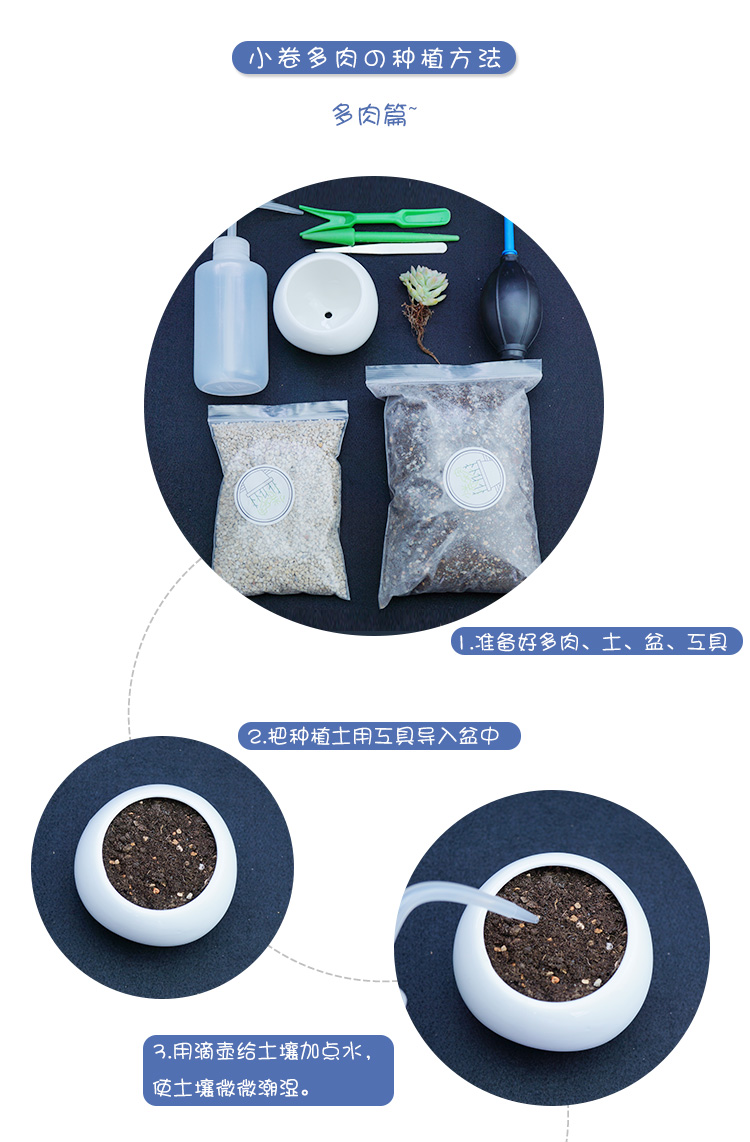 小卷多肉の种植方法
多肉篇~
1.准备好多肉、土、盆、工具
2.把种植土用工具导入盆中
3.用滴壶给土壤加点水，
使土壤微微潮湿。